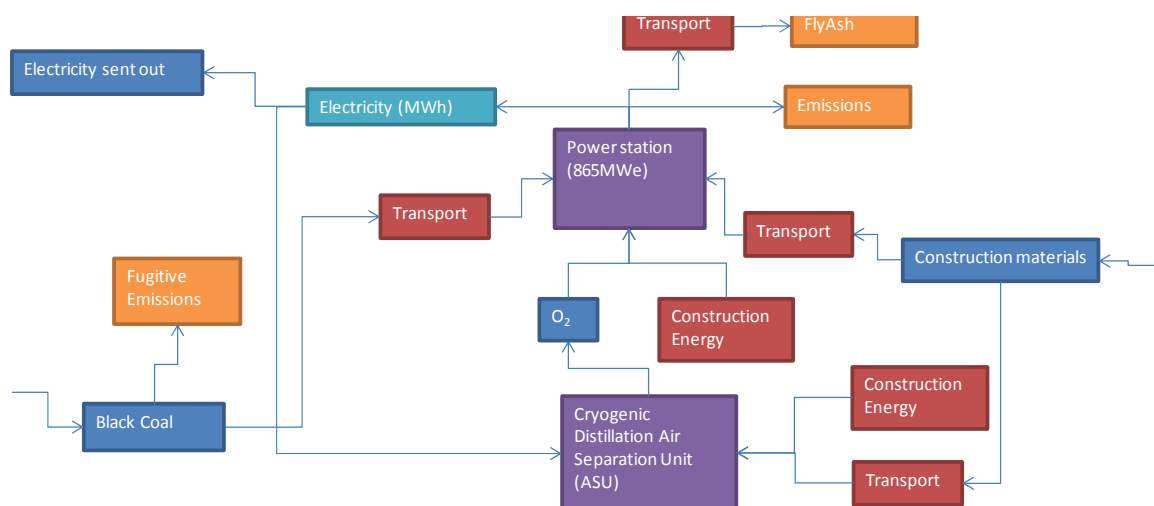 Transport
FlyAsh
Electricity sent out
Electricity (MWh)
Emissions
Power station
(865MWe)
Transport
Transport
Construction materials
Fugitive
Emissions
O₂
Construction
Energy
Construction
Energy
Black Coal
Cryogenic
Distillation Air
Separation Unit
(ASU)
Transport